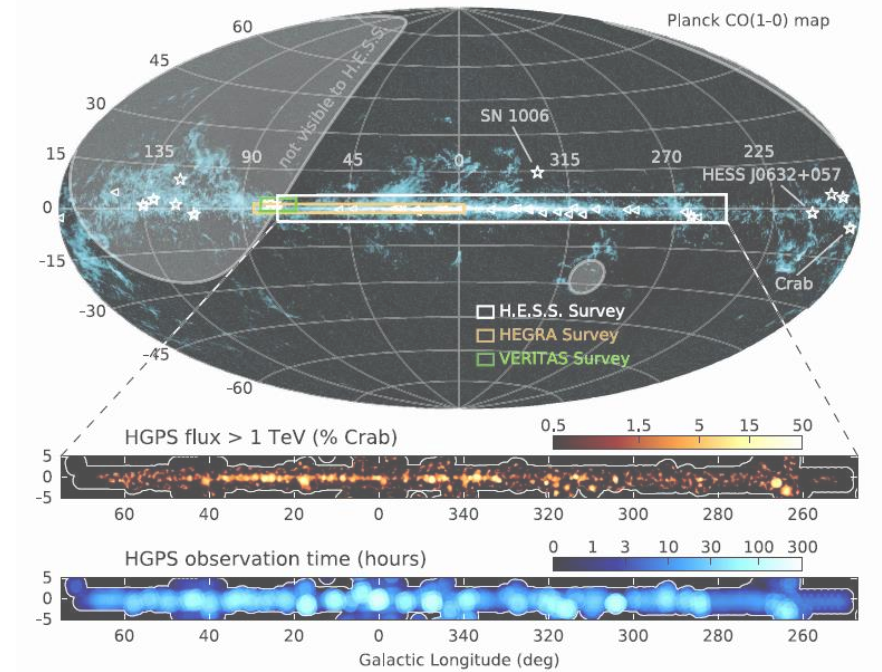 Planck CO(1-0) map
60
45
30
15
0
-15
-30
-45
-60
not visible to H.E.S.S.
135 90 45 0 315 270 225
SN 1006
HESS J0632+057
Crab
H.E.S.S. Survey
HEGRA Survey
VERITAS Survey
HGPS flux > 1 TeV (% Crab)
0.5 1.5 5 15 50
5
0
-5
60 40 20 0 340 320 300 280 260
HGPS observation time (hours)
0 1 3 10 30 100 300
5
0
-5
60 40 20 0 340 320 300 280 260
Galactic Longitude (deg)